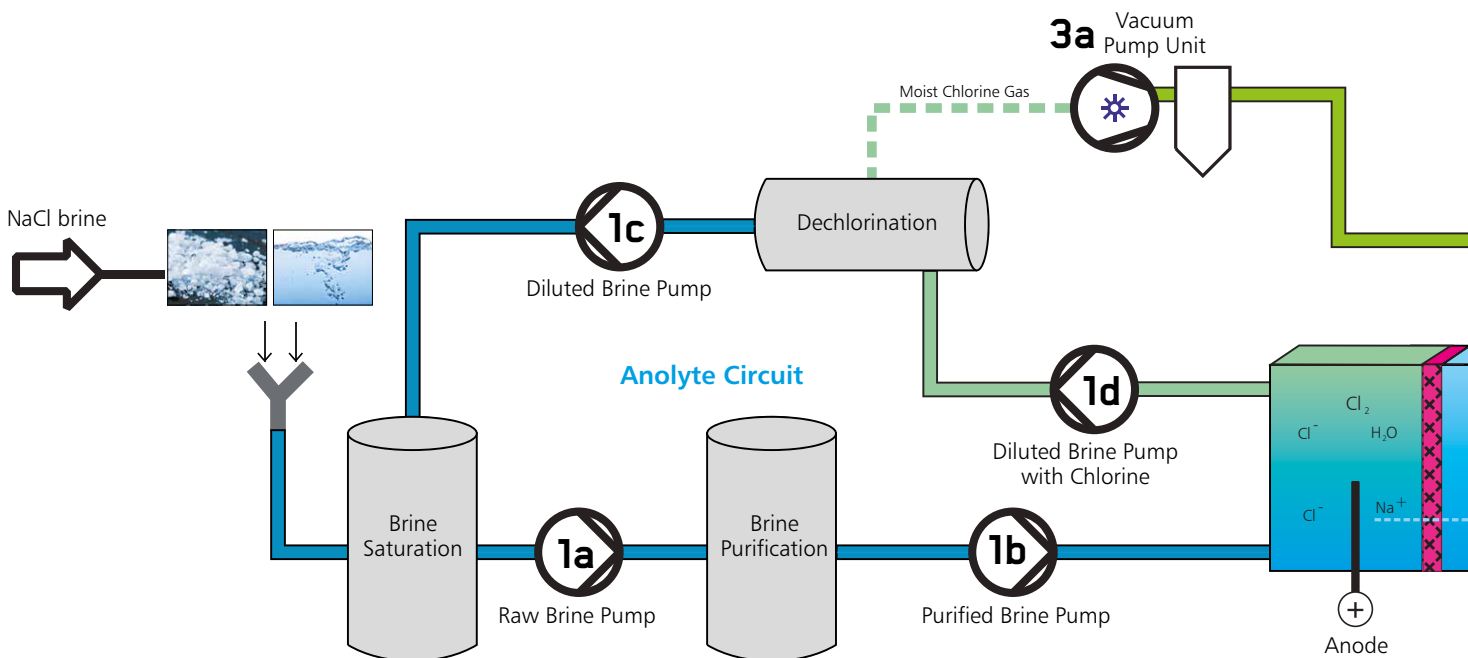 3a
Vacuum
Pump Unit
Moist Chlorine Gas
NaCl brine
1c
Dechlorination
Diluted Brine Pump
Anolyte Circuit
1d
Diluted Brine Pump
with Chlorine
Cl₂
Cl⁻
H₂O
Cl⁻
Na⁺
Brine
Saturation
1a
Raw Brine Pump
Brine
Purification
1b
Purified Brine Pump
+
Anode